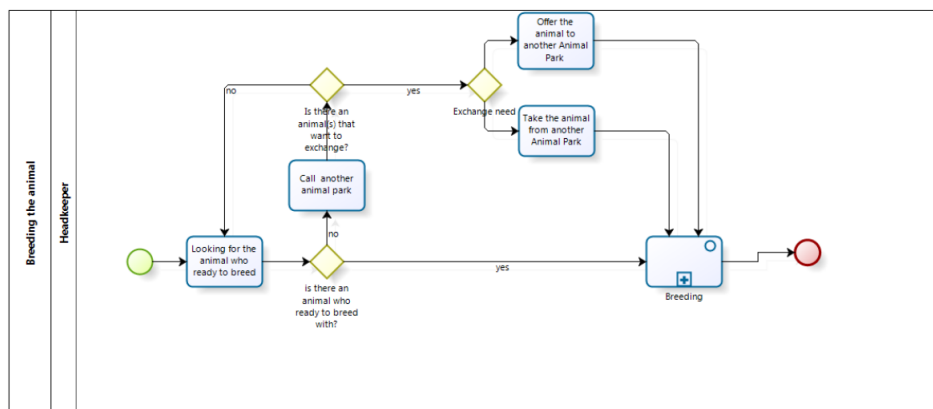 Breeding the animal
Headkeeper
Offer the
animal to
another Animal
Park
no
yes
Is there an
animal(s) that
want to
exchange?
Exchange need
Take the animal
from another
Animal Park
Call another
animal park
no
Looking for the
animal who
ready to breed
yes
is there an
animal who
ready to breed
with?
Breeding